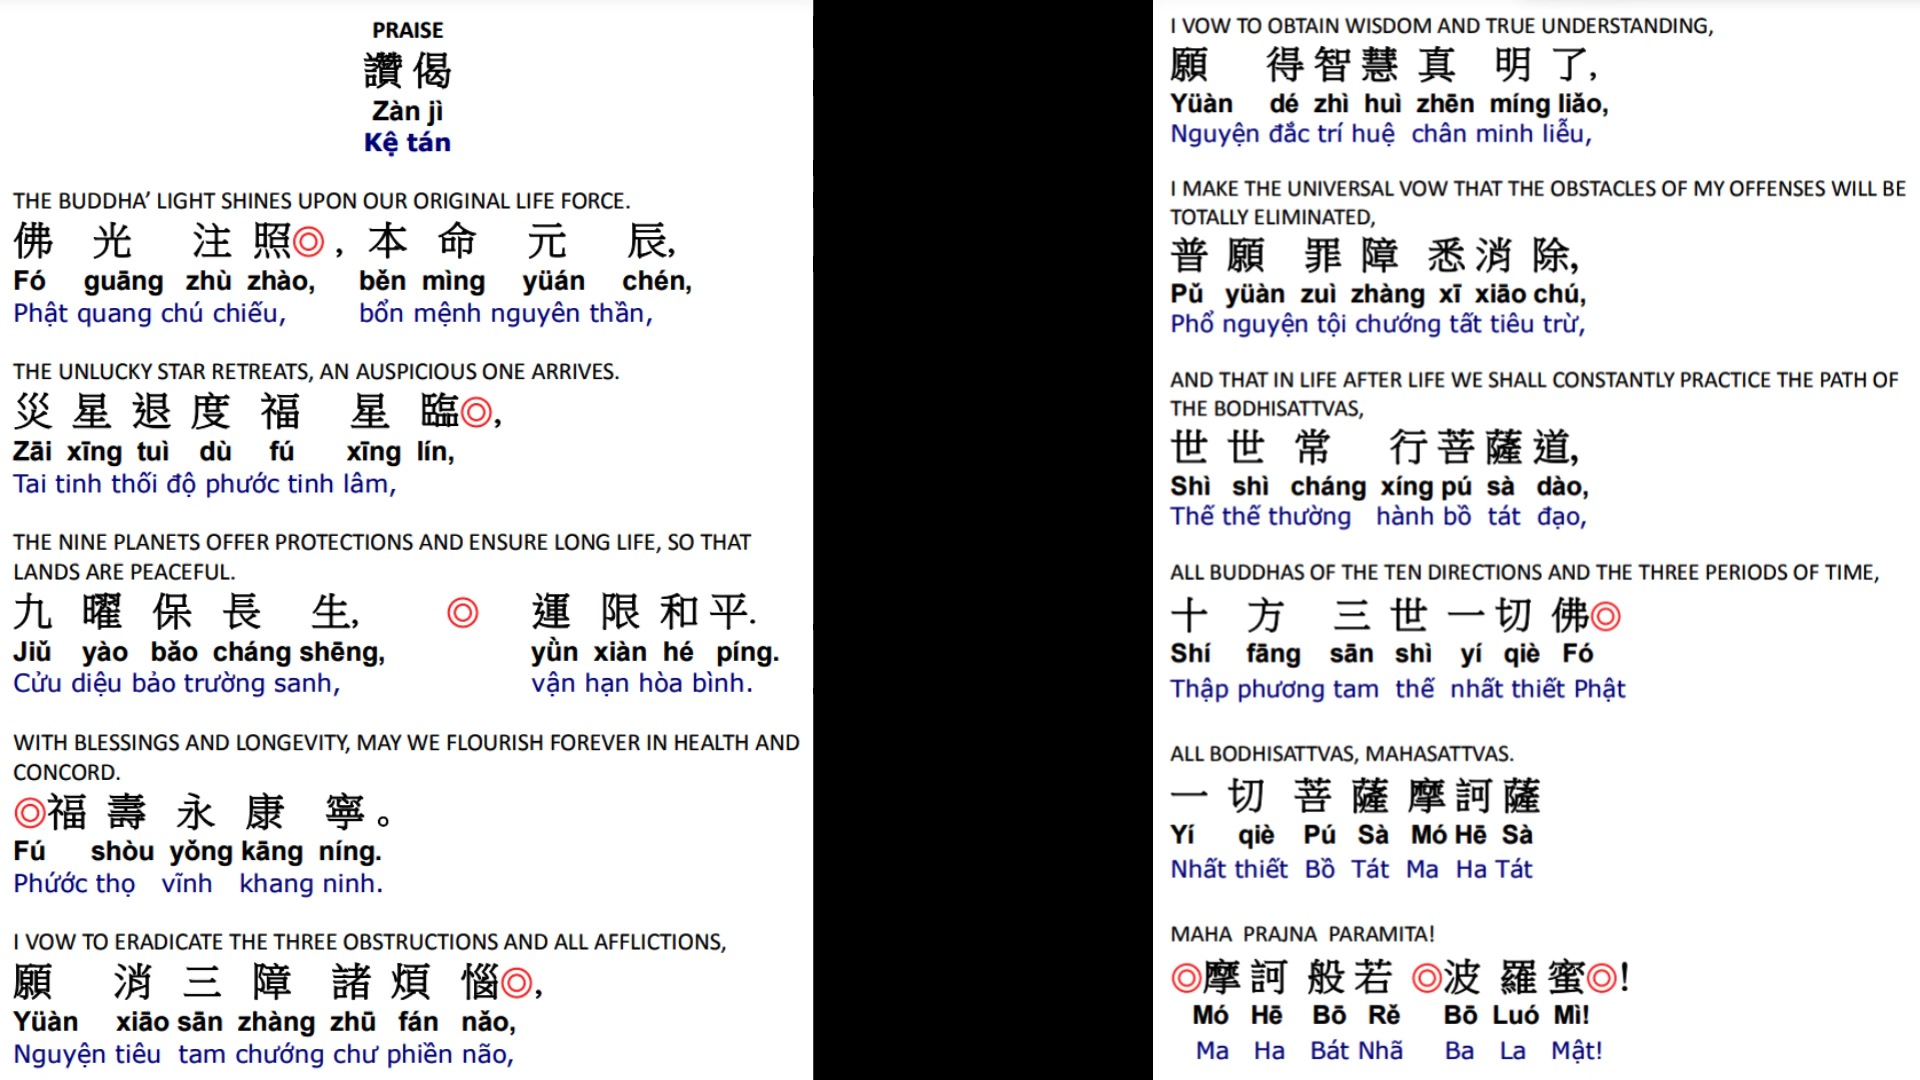 PRAISE
讚偈
Zàn jì
Kệ tán
THE BUDDHA’ LIGHT SHINES UPON OUR ORIGINAL LIFE FORCE.
佛 光 注 照◎, 本 命 元 辰,
Fó guāng zhù zhào, běn mìng yüán chén,
Phật quang chú chiếu, bổn mệnh nguyên thần,
THE UNLUCKY STAR RETREATS, AN AUSPICIOUS ONE ARRIVES.
災 星 退 度 福 星 臨◎,
Zāi xīng tuì dù fú xīng lín,
Tai tinh thối độ phước tinh lâm,
THE NINE PLANETS OFFER PROTECTIONS AND ENSURE LONG LIFE, SO THAT
LANDS ARE PEACEFUL.
九 曜 保 長 生, ◎ 運 限 和 平.
Jiǔ yào bǎo cháng shēng, yǜn xiàn hé píng.
Cửu diệu bảo trường sanh, vận hạn hòa bình.
WITH BLESSINGS AND LONGEVITY, MAY WE FLOURISH FOREVER IN HEALTH AND
CONCORD.
◎福 壽 永 康 寧。
Fú shòu yǒng kāng níng.
Phứớc thọ vĩnh khang ninh.
I VOW TO ERADICATE THE THREE OBSTRUCTIONS AND ALL AFFLICTIONS,
願 消 三 障 諸 煩 惱◎,
Yüàn xiāo sān zhàng zhū fán nǎo,
Nguyện tiêu tam chướng chư phiền não,
I VOW TO OBTAIN WISDOM AND TRUE UNDERSTANDING,
願 得 智 慧 真 明 了,
Yüàn dé zhì huì zhēn míng liǎo,
Nguyện đắc trí huệ chân minh liễu,
I MAKE THE UNIVERSAL VOW THAT THE OBSTACLES OF MY OFFENSES WILL BE
TOTALLY ELIMINATED,
普 願 罪 障 悉 消 除,
Pǔ yüàn zuì zhàng xī xiāo chú,
Phổ nguyện tội chướng tất tiêu trừ,
AND THAT IN LIFE AFTER LIFE WE SHALL CONSTANTLY PRACTICE THE PATH OF
THE BODHISATTVAS,
世 世 常 行 菩 薩 道,
Shì shì cháng xíng pú sà dào,
Thế thế thường hành bồ tát đạo,
ALL BUDDHAS OF THE TEN DIRECTIONS AND THE THREE PERIODS OF TIME,
十 方 三 世 一 切 佛◎
Shí fāng sān shì yí qiè Fó
Thập phương tam thế nhất thiết Phật
ALL BODHISATTVAS, MAHASATTVAS.
一 切 菩 薩 摩 訶 薩
Yí qiè Pú Sà Mó Hē Sà
Nhất thiết Bồ Tát Ma Ha Tát
MAHA PRAJNA PARAMITA!
◎摩 訶 般 若 ◎波 羅 蜜◎!
Mó Hē Bō Rě Bō Luó Mì!
Ma Ha Bát Nhã Ba La Mật!